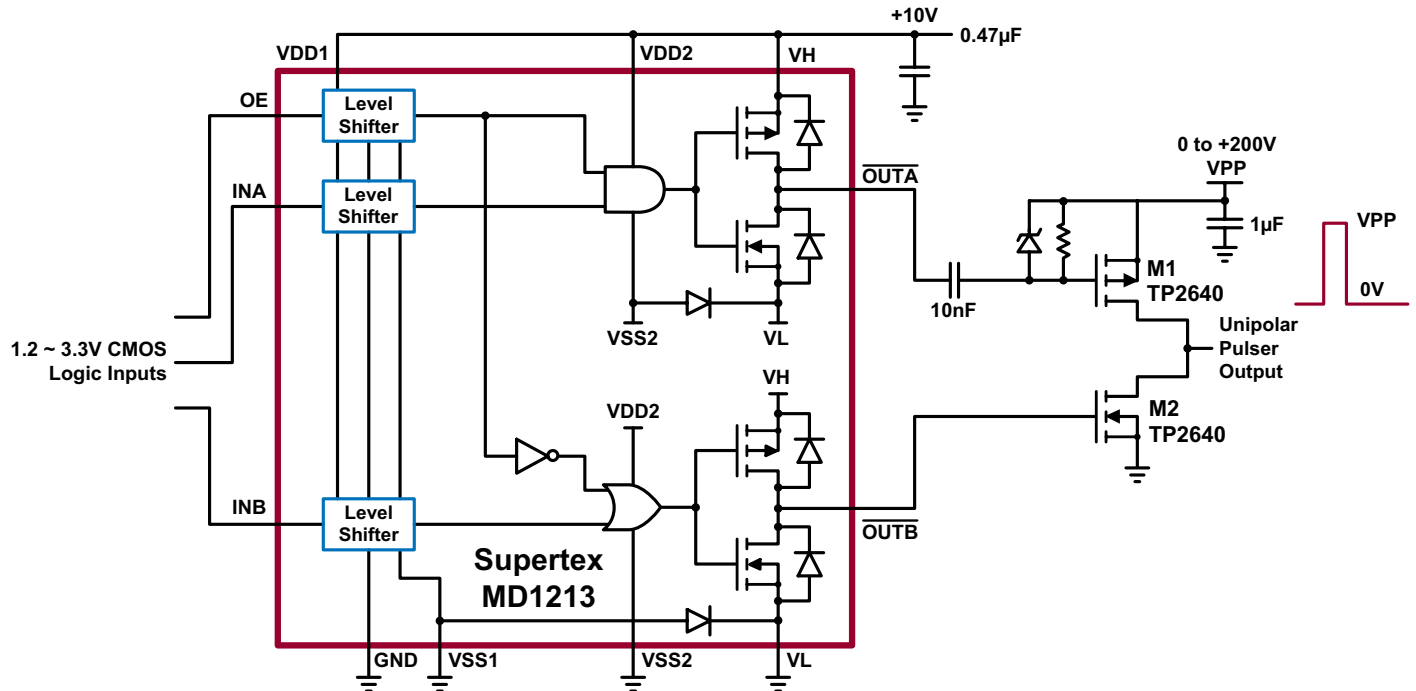 +10V
0.47µF
VDD1
VDD2
VH
OE
Level
Shifter
INA
Level
Shifter
OUTA
0 to +200V
VPP
1µF
VPP
0V
M1
TP2640
10nF
VSS2
VL
Unipolar
Pulser
Output
1.2 ~ 3.3V CMOS
Logic Inputs
VH
VDD2
M2
TP2640
INB
Level
Shifter
OUTB
Supertex
MD1213
GND
VSS1
VSS2
VL